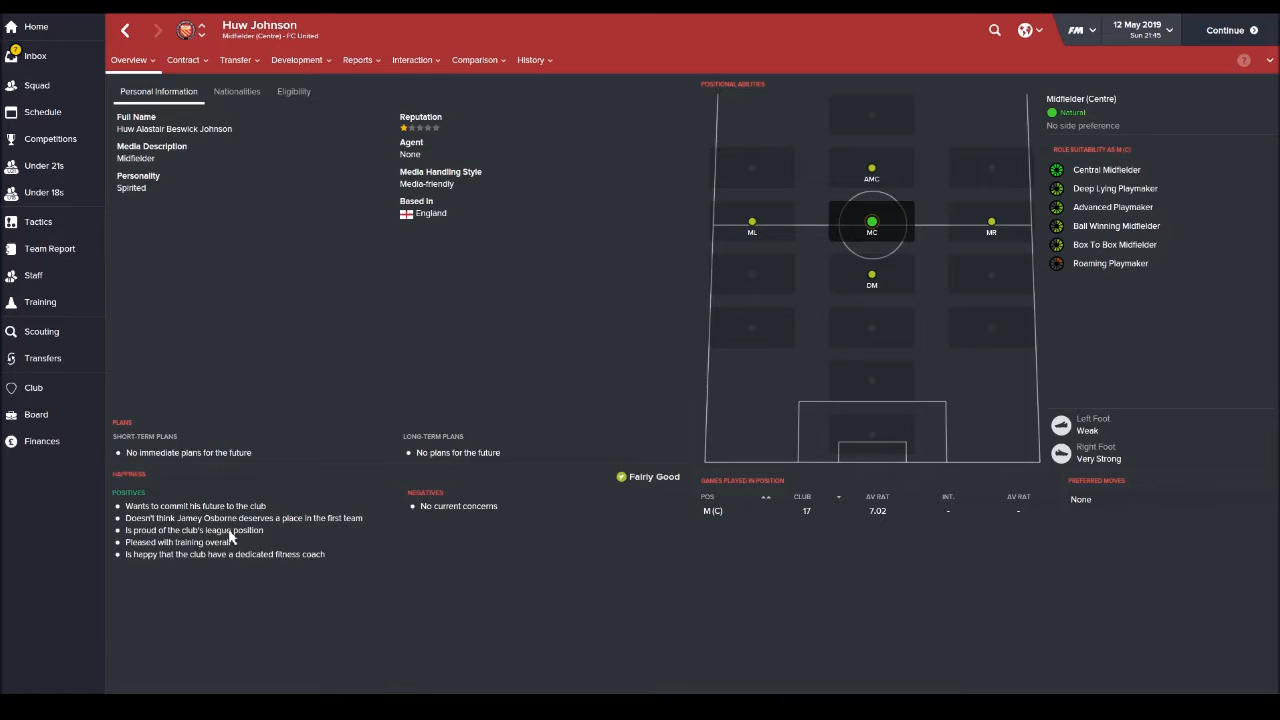 Home
Inbox
7
Squad
Schedule
Competitions
Under 21s
U21
Under 18s
U18
Tactics
Team Report
Staff
Training
Scouting
Transfers
Club
Board
Finances
Huw Johnson
Midfielder (Centre) - FC United
FM
12 May 2019
Sun 21:45
Continue
Overview
Contract
Transfer
Development
Reports
Interaction
Comparison
History
?
Personal Information
Nationalities
Eligibility
Full Name
Huw Alastair Beswick Johnson
Media Description
Midfielder
Personality
Spirited
Reputation
Agent
None
Media Handling Style
Media-friendly
Based In
England
PLANS
SHORT-TERM PLANS
No immediate plans for the future
LONG-TERM PLANS
No plans for the future
HAPPINESS
Fairly Good
POSITIVES
Wants to commit his future to the club
Doesn't think Jamey Osborne deserves a place in the first team
Is proud of the club's league position
Pleased with training overall
Is happy that the club have a dedicated fitness coach
NEGATIVES
No current concerns
POSITIONAL ABILITIES
AMC
ML
MC
MR
DM
Midfielder (Centre)
Natural
No side preference
ROLE SUITABILITY AS M (C)
Central Midfielder
Deep Lying Playmaker
Advanced Playmaker
Ball Winning Midfielder
Box To Box Midfielder
Roaming Playmaker
Left Foot
Weak
Right Foot
Very Strong
GAMES PLAYED IN POSITION
POS CLUB AV RAT INT. AV RAT
M (C) 17 7.02 - -
PREFERRED MOVES
None